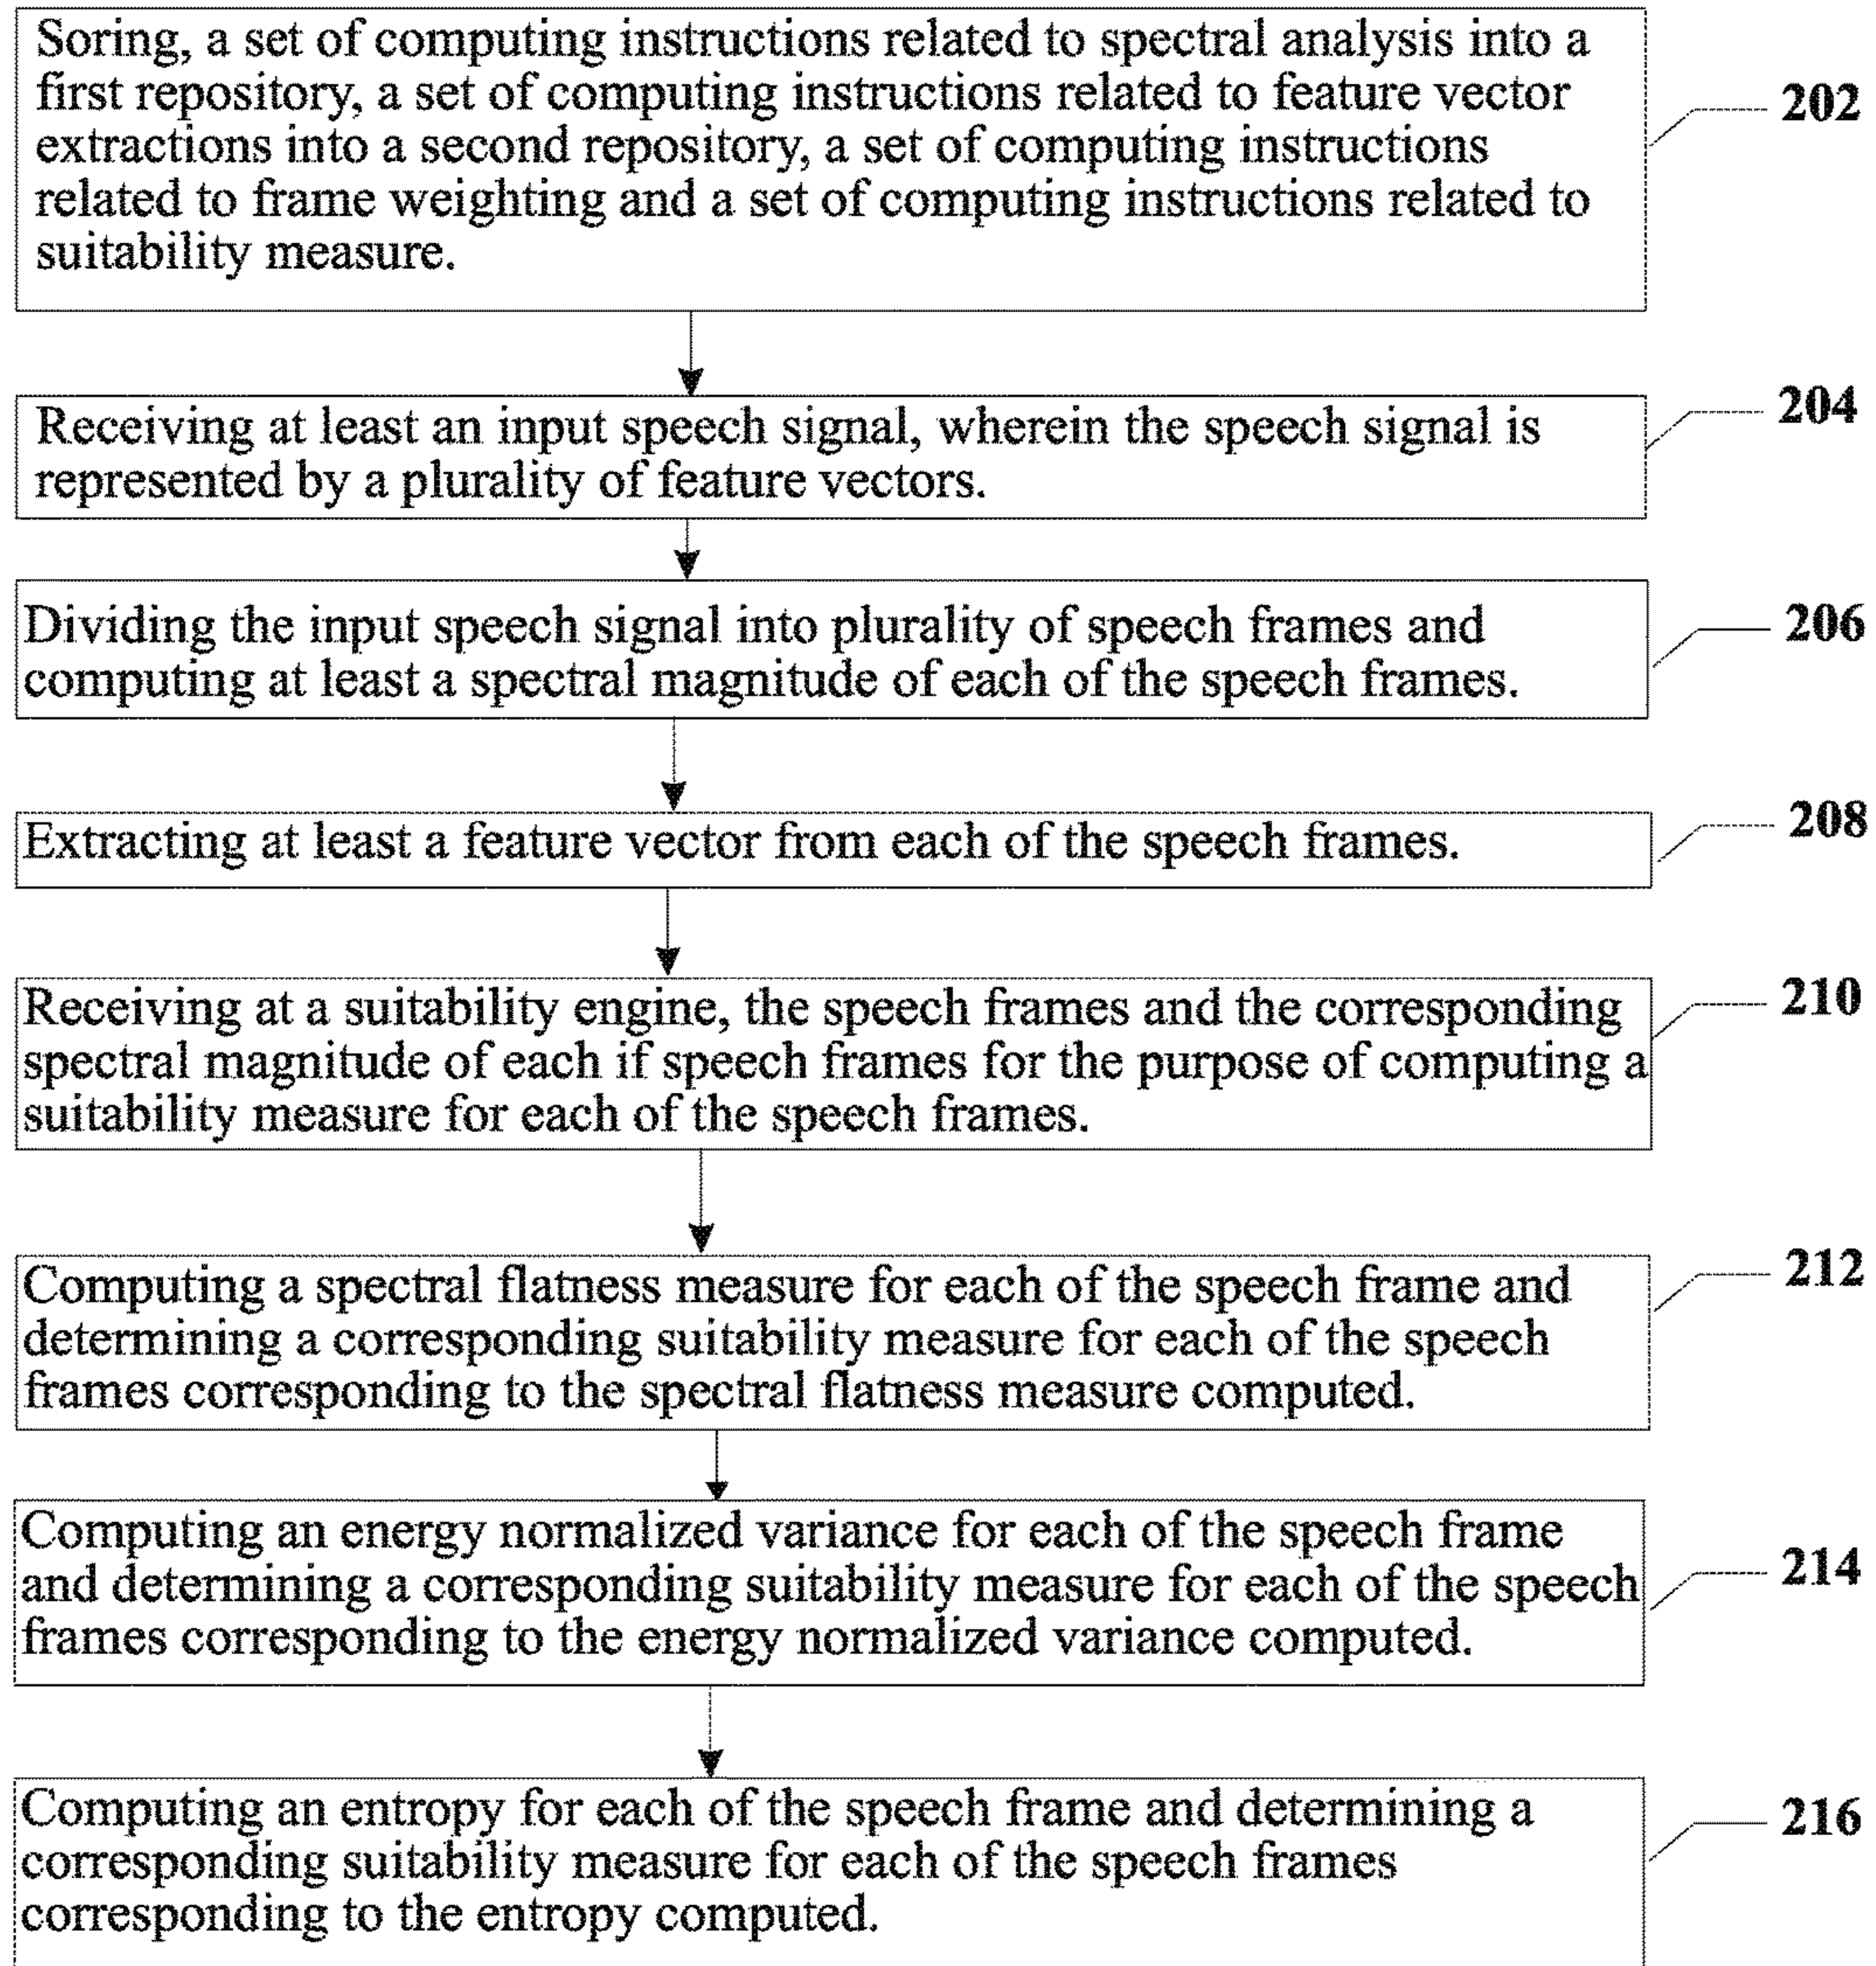 Soring, a set of computing instructions related to spectral analysis into a
first repository, a set of computing instructions related to feature vector
extractions into a second repository, a set of computing instructions
related to frame weighting and a set of computing instructions related to
suitability measure.
202
Receiving at least an input speech signal, wherein the speech signal is
represented by a plurality of feature vectors.
204
Dividing the input speech signal into plurality of speech frames and
computing at least a spectral magnitude of each of the speech frames.
206
Extracting at least a feature vector from each of the speech frames.
208
Receiving at a suitability engine, the speech frames and the corresponding
spectral magnitude of each if speech frames for the purpose of computing a
suitability measure for each of the speech frames.
210
Computing a spectral flatness measure for each of the speech frame and
determining a corresponding suitability measure for each of the speech
frames corresponding to the spectral flatness measure computed.
212
Computing an energy normalized variance for each of the speech frame
and determining a corresponding suitability measure for each of the speech
frames corresponding to the energy normalized variance computed.
214
Computing an entropy for each of the speech frame and determining a
corresponding suitability measure for each of the speech frames
corresponding to the entropy computed.
216